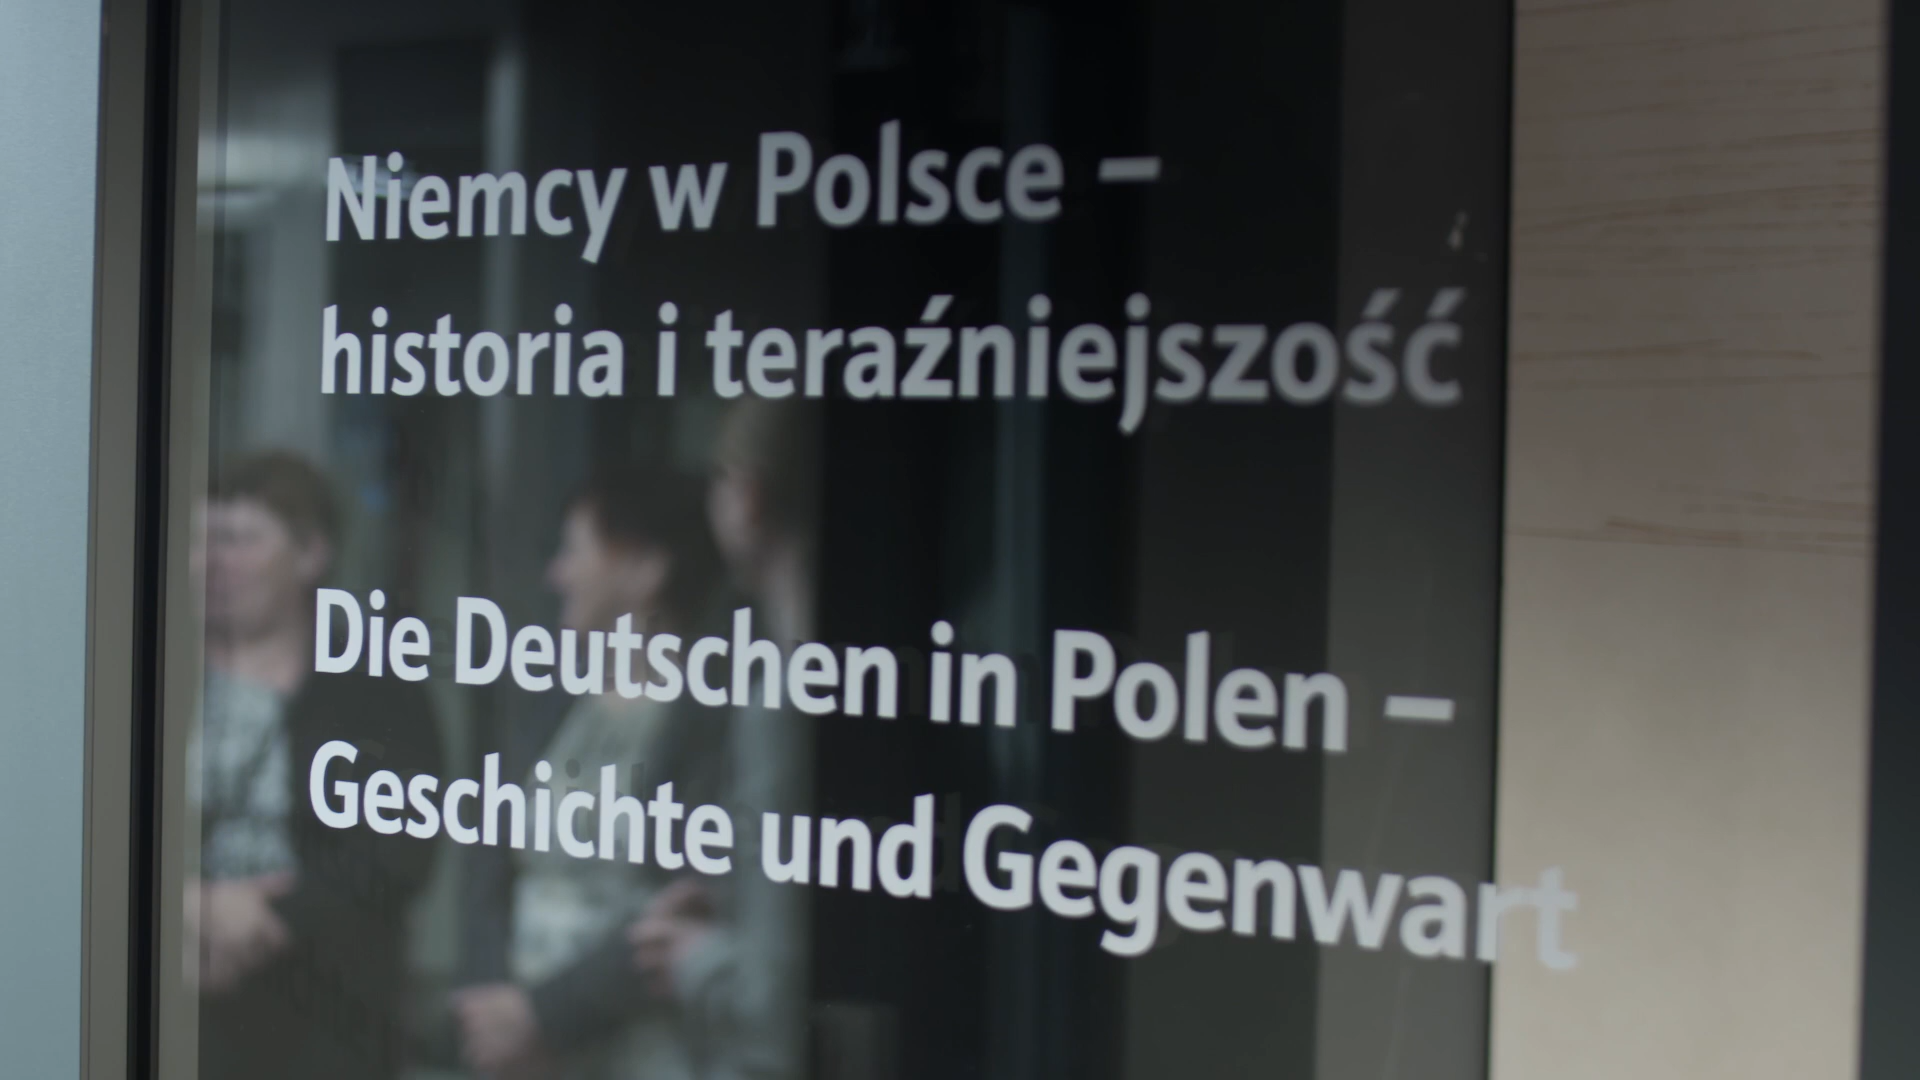 Niemcy w Polsce –
historia i teraźniejszość
Die Deutschen in Polen –
Geschichte und Gegenwart